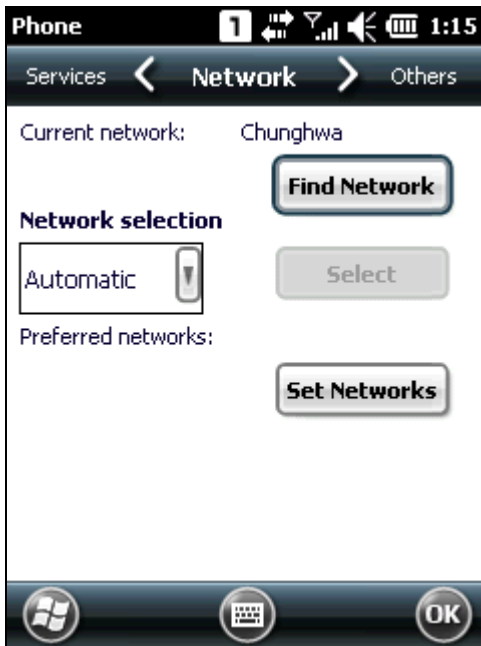 Phone 1 1:15
Services Network Others
Current network: Chunghwa
Find Network
Network selection
Automatic Select
Preferred networks:
Set Networks
OK